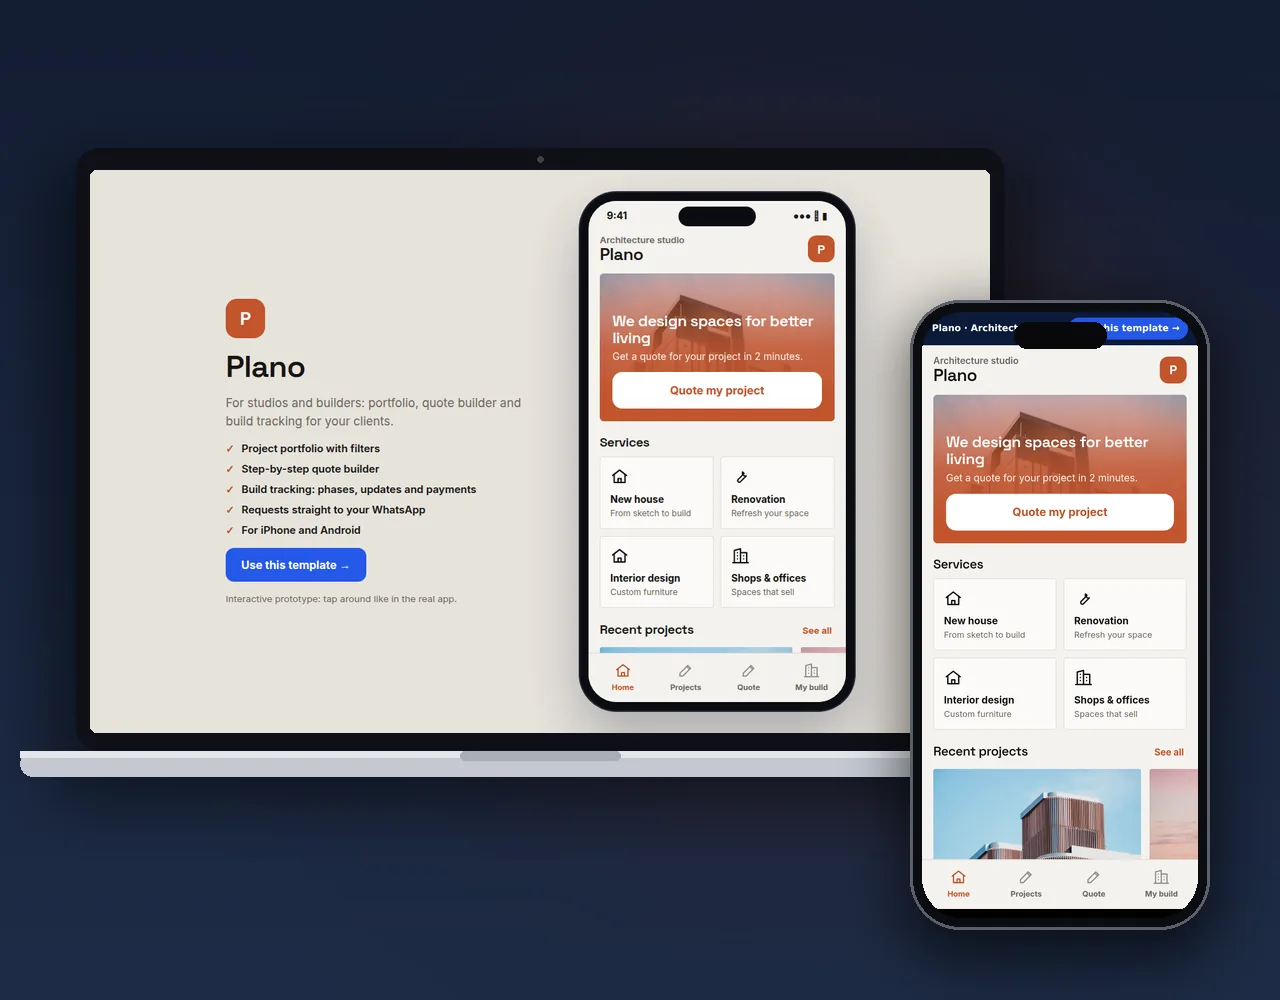 P
Plano
For studios and builders: portfolio, quote builder and
build tracking for your clients.
✓ Project portfolio with filters
✓ Step-by-step quote builder
✓ Build tracking: phases, updates and payments
✓ Requests straight to your WhatsApp
✓ For iPhone and Android
Use this template →
Interactive prototype: tap around like in the real app.
9:41
Architecture studio
Plano
P
We design spaces for better
living
Get a quote for your project in 2 minutes.
Quote my project
Services
New house
From sketch to build
Renovation
Refresh your space
Interior design
Custom furniture
Shops & offices
Spaces that sell
Recent projects
See all
Home
Projects
Quote
My build
Plano · Architect
this template →
Architecture studio
Plano
P
We design spaces for better
living
Get a quote for your project in 2 minutes.
Quote my project
Services
New house
From sketch to build
Renovation
Refresh your space
Interior design
Custom furniture
Shops & offices
Spaces that sell
Recent projects
See all
Home
Projects
Quote
My build